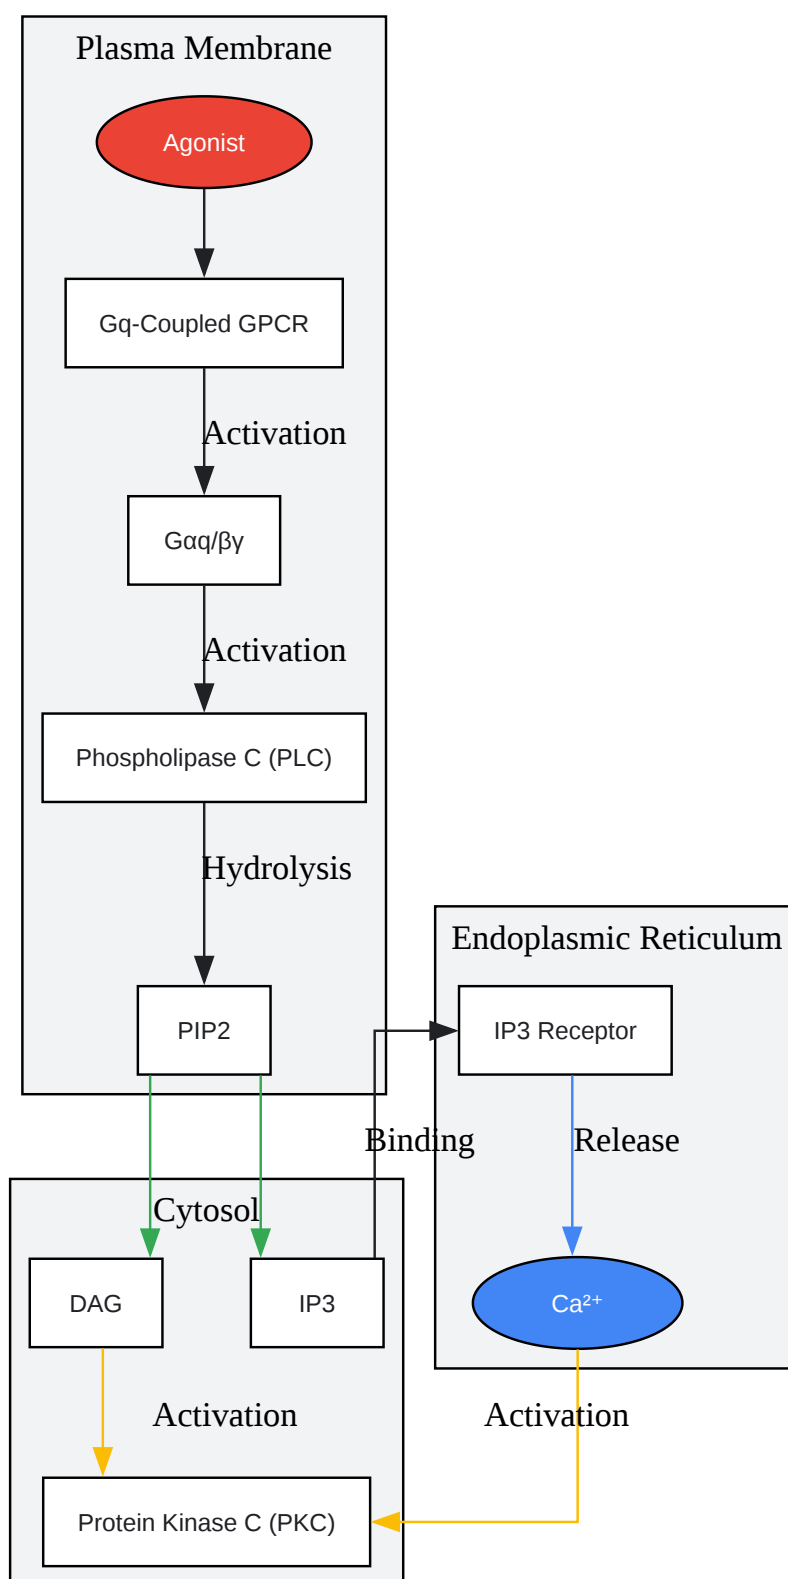 Plasma Membrane
Agonist
Gq-Coupled GPCR
Activation
Gαq/βγ
Activation
Phospholipase C (PLC)
Hydrolysis
PIP2
Endoplasmic Reticulum
IP3 Receptor
Binding
Release
Cytosol
DAG
IP3
Ca²⁺
Activation
Activation
Protein Kinase C (PKC)